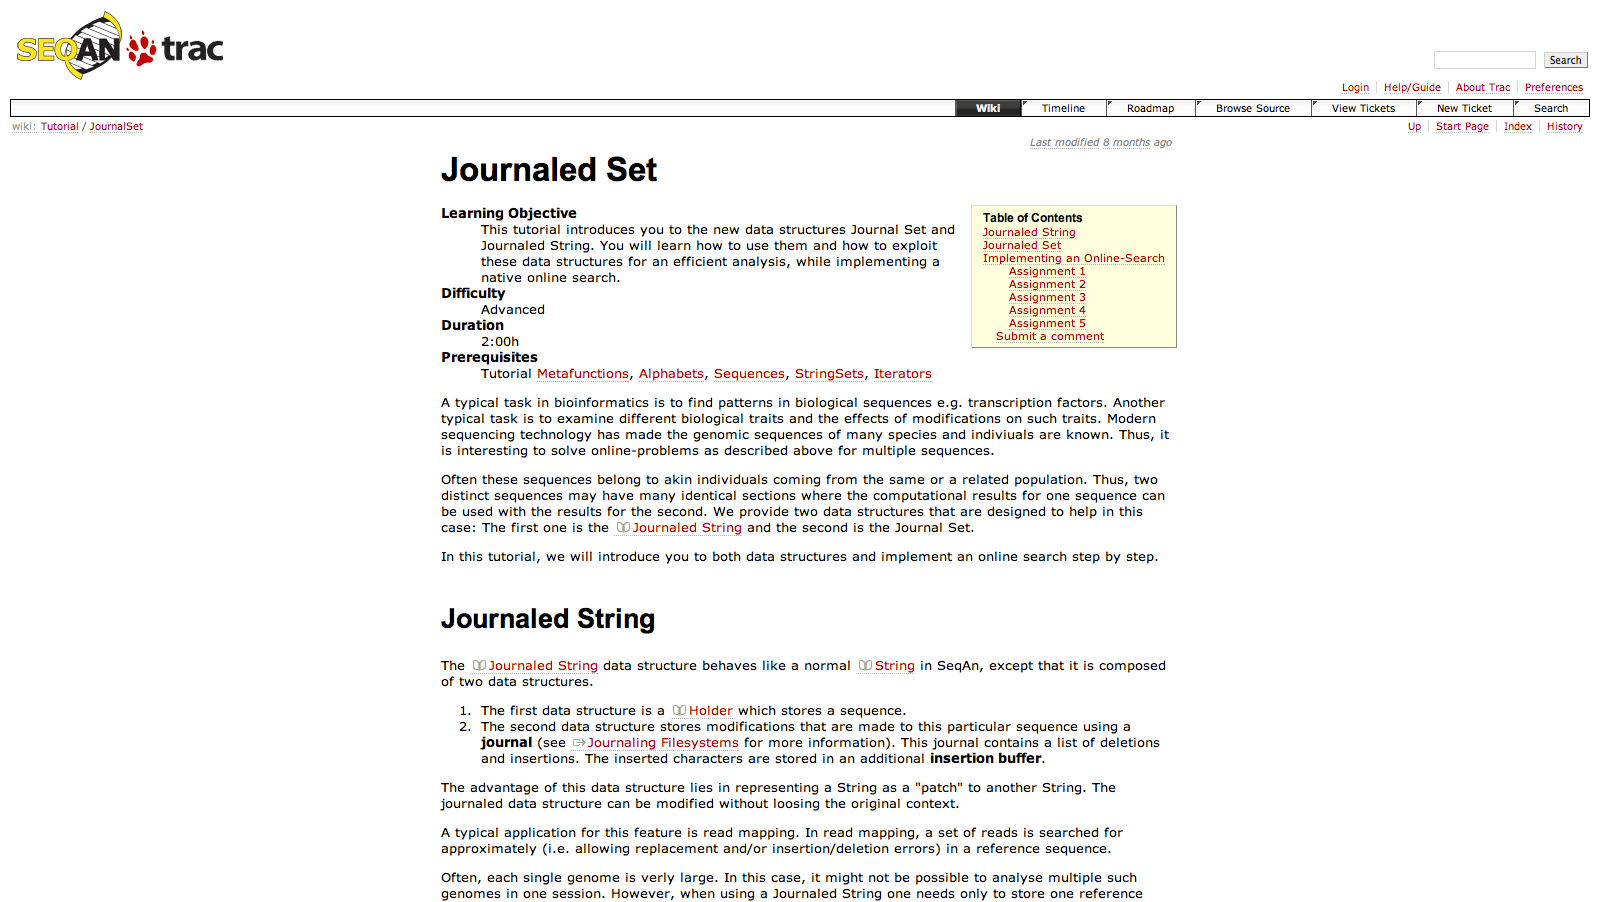 SEQAN trac
Search
Login Help/Guide About Trac Preferences
Wiki Timeline Roadmap Browse Source View Tickets New Ticket Search
wiki: Tutorial / JournalSet
Up Start Page Index History
Last modified 8 months ago
Journaled Set
Learning Objective
This tutorial introduces you to the new data structures Journal Set and
Journaled String. You will learn how to use them and how to exploit
these data structures for an efficient analysis, while implementing a
native online search.
Difficulty
Advanced
Duration
2:00h
Prerequisites
Tutorial Metafunctions, Alphabets, Sequences, StringSets, Iterators
Table of Contents
Journaled String
Journaled Set
Implementing an Online-Search
Assignment 1
Assignment 2
Assignment 3
Assignment 4
Assignment 5
Submit a comment
A typical task in bioinformatics is to find patterns in biological sequences e.g. transcription factors. Another
typical task is to examine different biological traits and the effects of modifications on such traits. Modern
sequencing technology has made the genomic sequences of many species and indiviuals are known. Thus, it
is interesting to solve online-problems as described above for multiple sequences.
Often these sequences belong to akin individuals coming from the same or a related population. Thus, two
distinct sequences may have many identical sections where the computational results for one sequence can
be used with the results for the second. We provide two data structures that are designed to help in this
case: The first one is the Journaled String and the second is the Journal Set.
In this tutorial, we will introduce you to both data structures and implement an online search step by step.
Journaled String
The Journaled String data structure behaves like a normal String in SeqAn, except that it is composed
of two data structures.
1. The first data structure is a Holder which stores a sequence.
2. The second data structure stores modifications that are made to this particular sequence using a
journal (see Journaling Filesystems for more information). This journal contains a list of deletions
and insertions. The inserted characters are stored in an additional insertion buffer.
The advantage of this data structure lies in representing a String as a "patch" to another String. The
journaled data structure can be modified without loosing the original context.
A typical application for this feature is read mapping. In read mapping, a set of reads is searched for
approximately (i.e. allowing replacement and/or insertion/deletion errors) in a reference sequence.
Often, each single genome is verly large. In this case, it might not be possible to analyse multiple such
genomes in one session. However, when using a Journaled String one needs only to store one reference